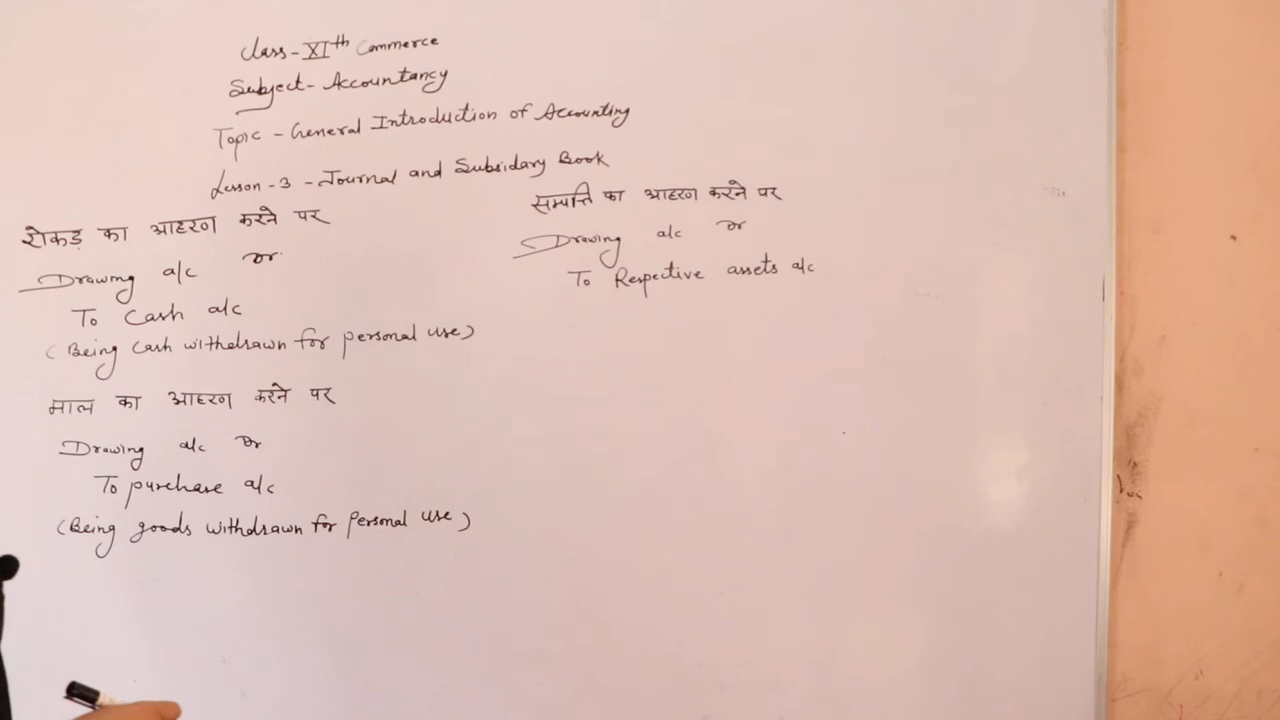 Class - XIth Commerce
Subject - Accountancy
Topic - General Introduction of Accounting
Lesson - 3 - Journal and Subsidary Book
रोकड़ का आहरण करने पर
Drawing a/c Dr
To Cash a/c
(Being Cash withdrawn for personal use)
माल का आहरण करने पर
Drawing a/c Dr
To purchase a/c
(Being goods withdrawn for Personal use)
सम्पत्ति का आहरण करने पर
Drawing a/c Dr
To Respective assets a/c